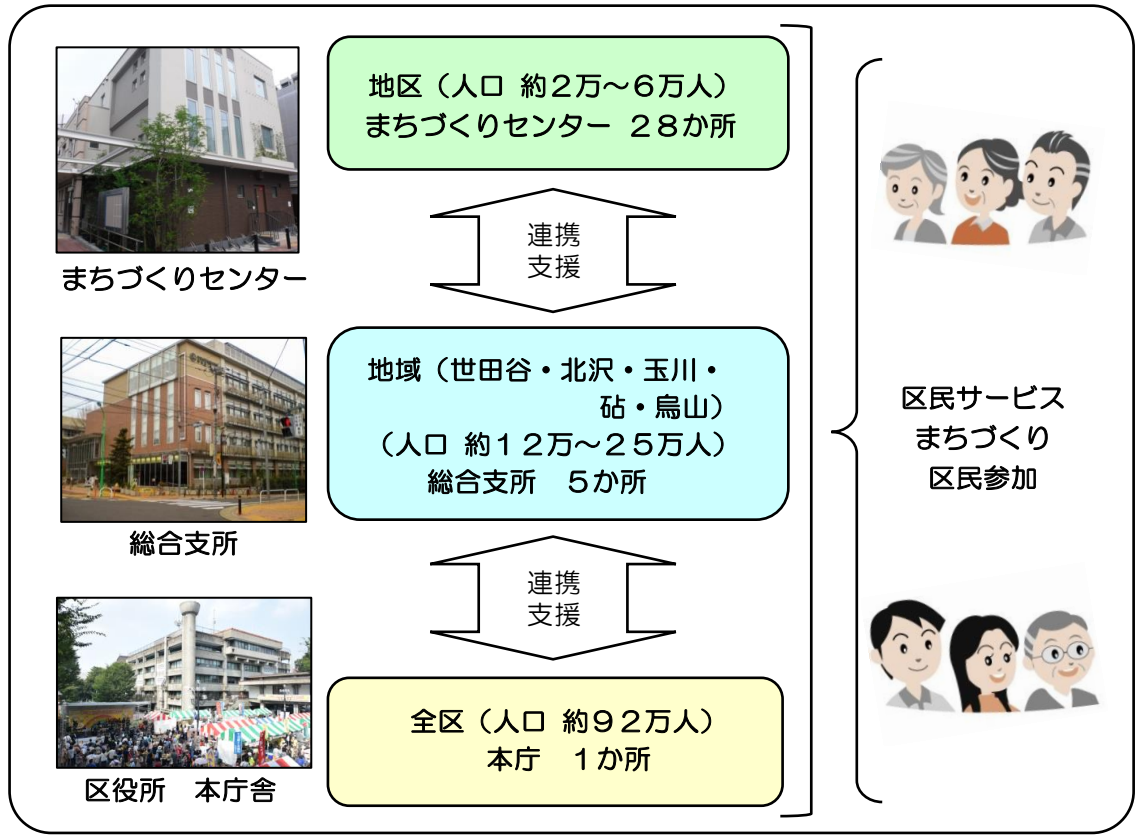 地区（人口 約２万～６万人）
まちづくりセンター ２８か所
まちづくりセンター
連携
支援
地域（世田谷・北沢・玉川・
砧・烏山）
（人口 約１２万～２５万人）
総合支所　５か所
総合支所
連携
支援
全区（人口 約９２万人）
本庁　１か所
区役所　本庁舎
区民サービス
まちづくり
区民参加